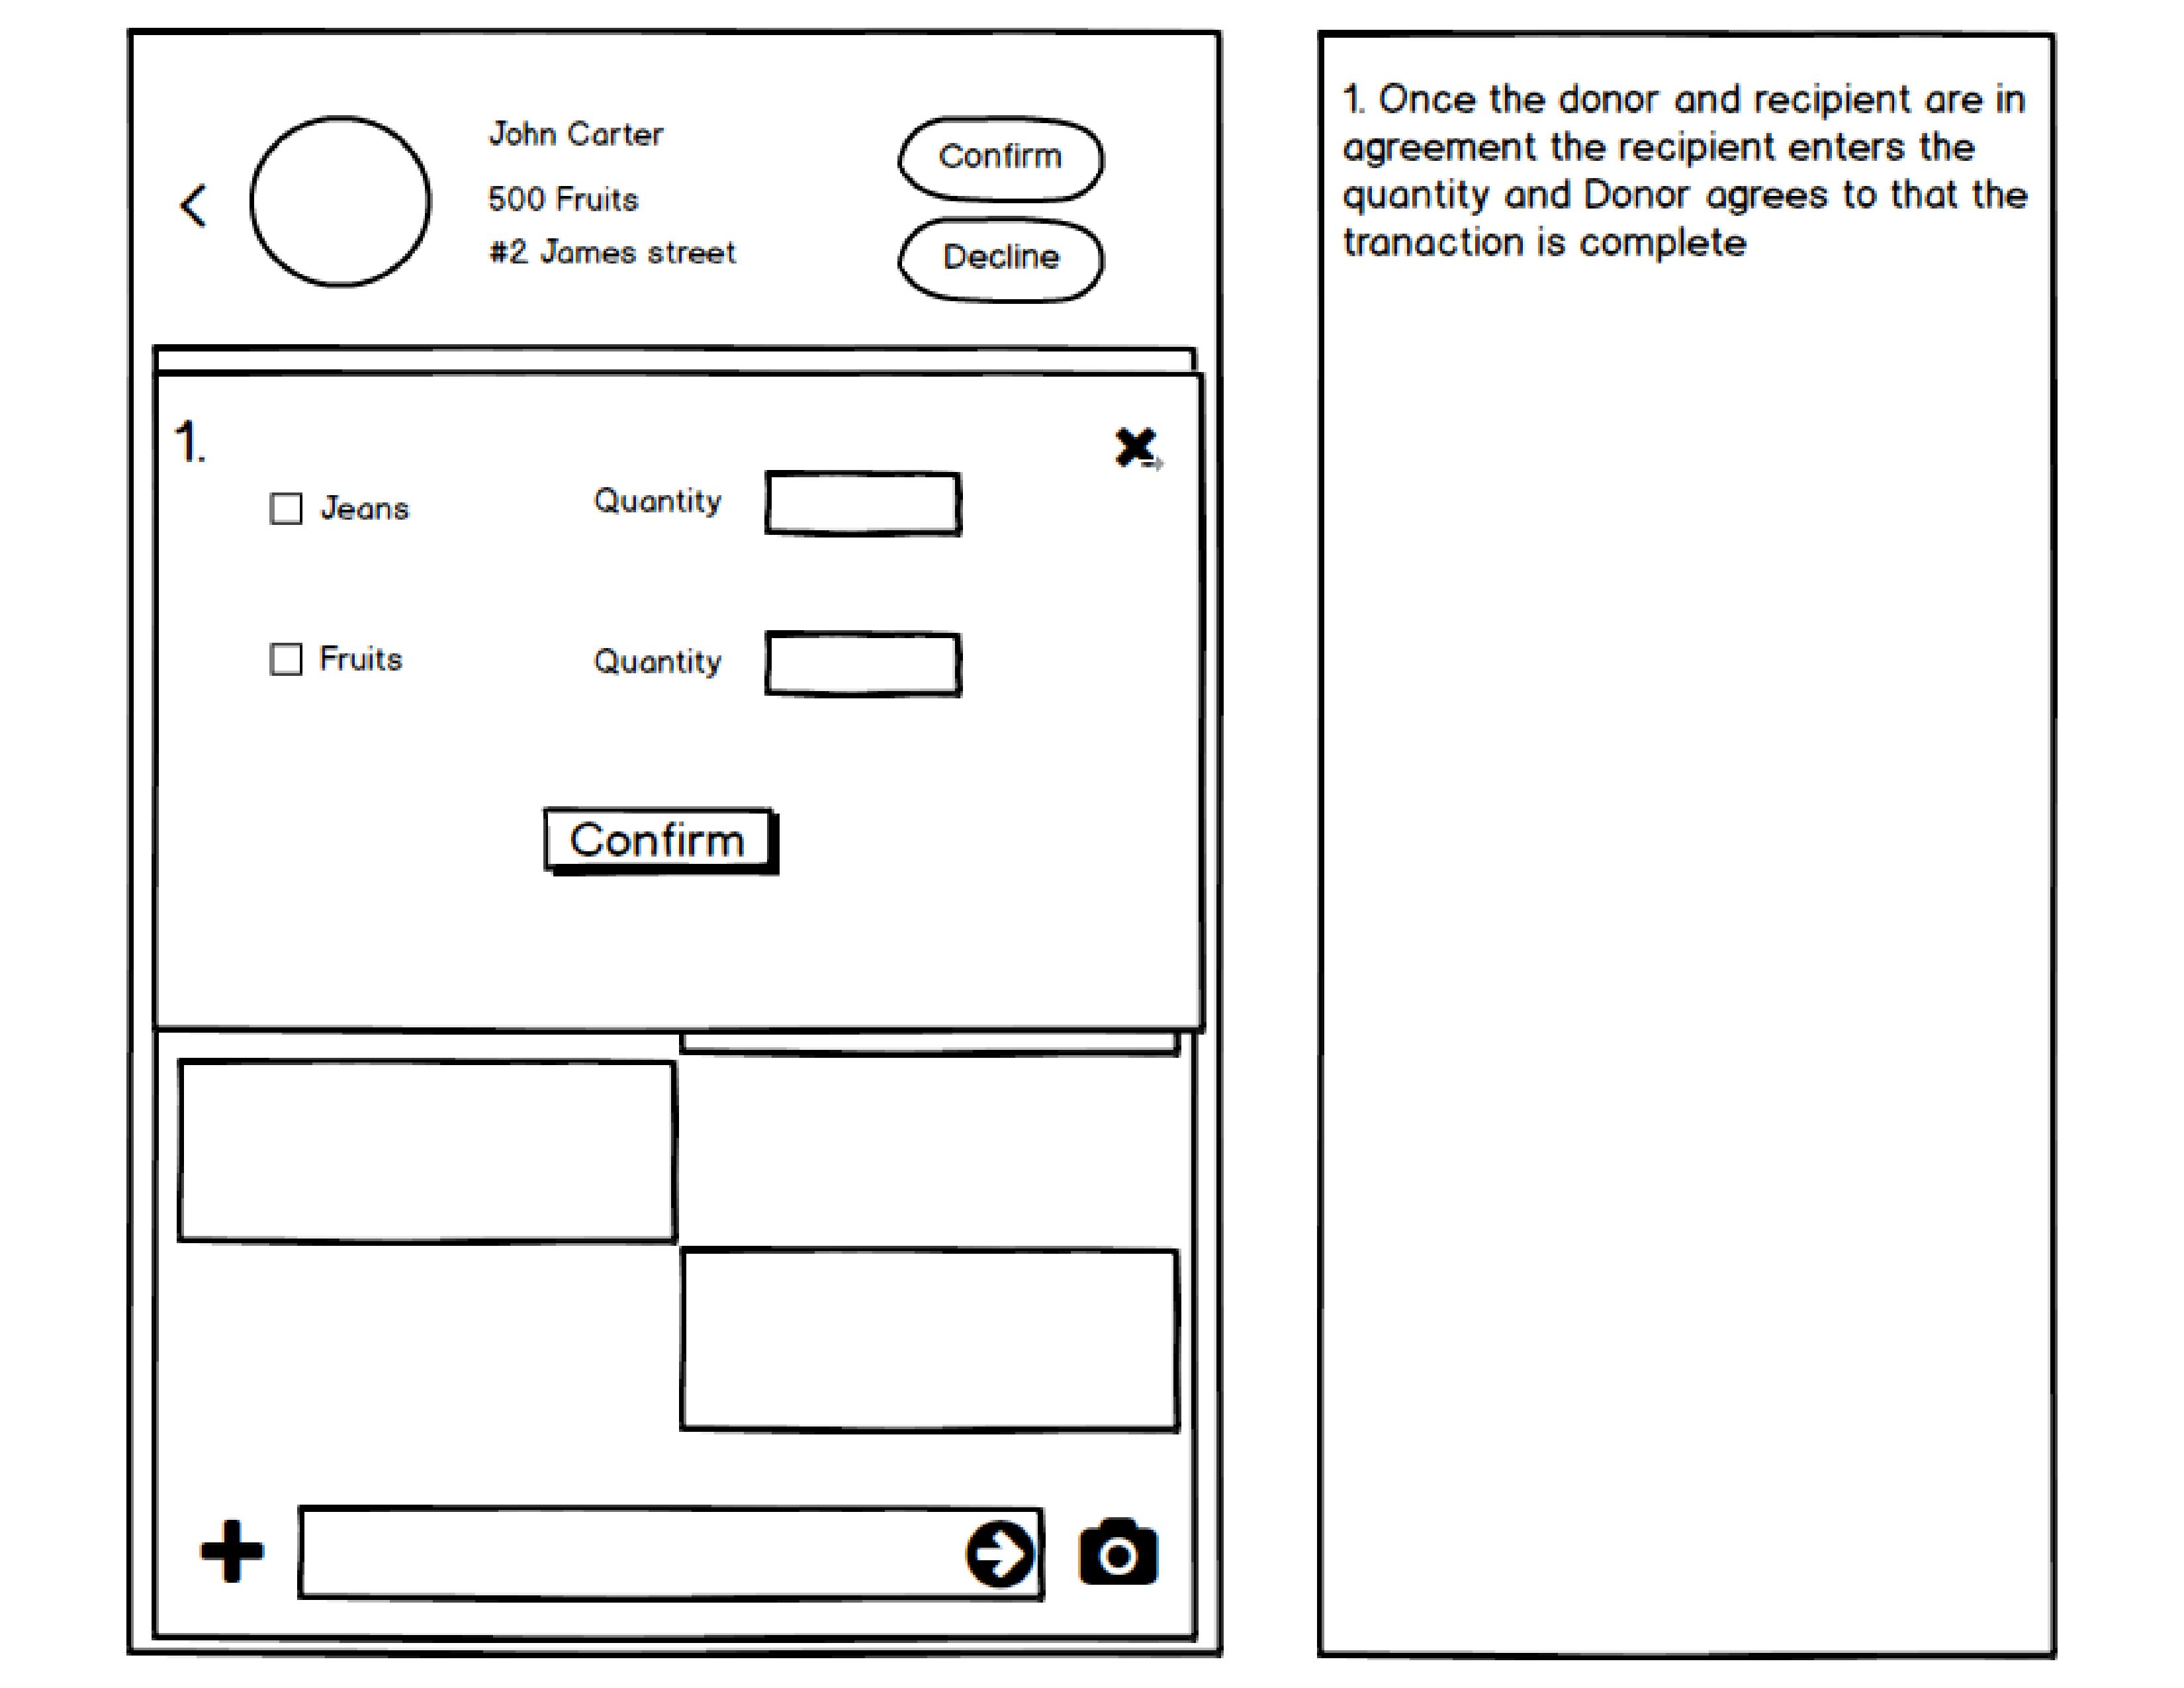 John Carter
500 Fruits
#2 James street
Confirm
Decline
1.
Jeans
Quantity
Fruits
Quantity
Confirm
1. Once the donor and recipient are in
agreement the recipient enters the
quantity and Donor agrees to that the
tranaction is complete